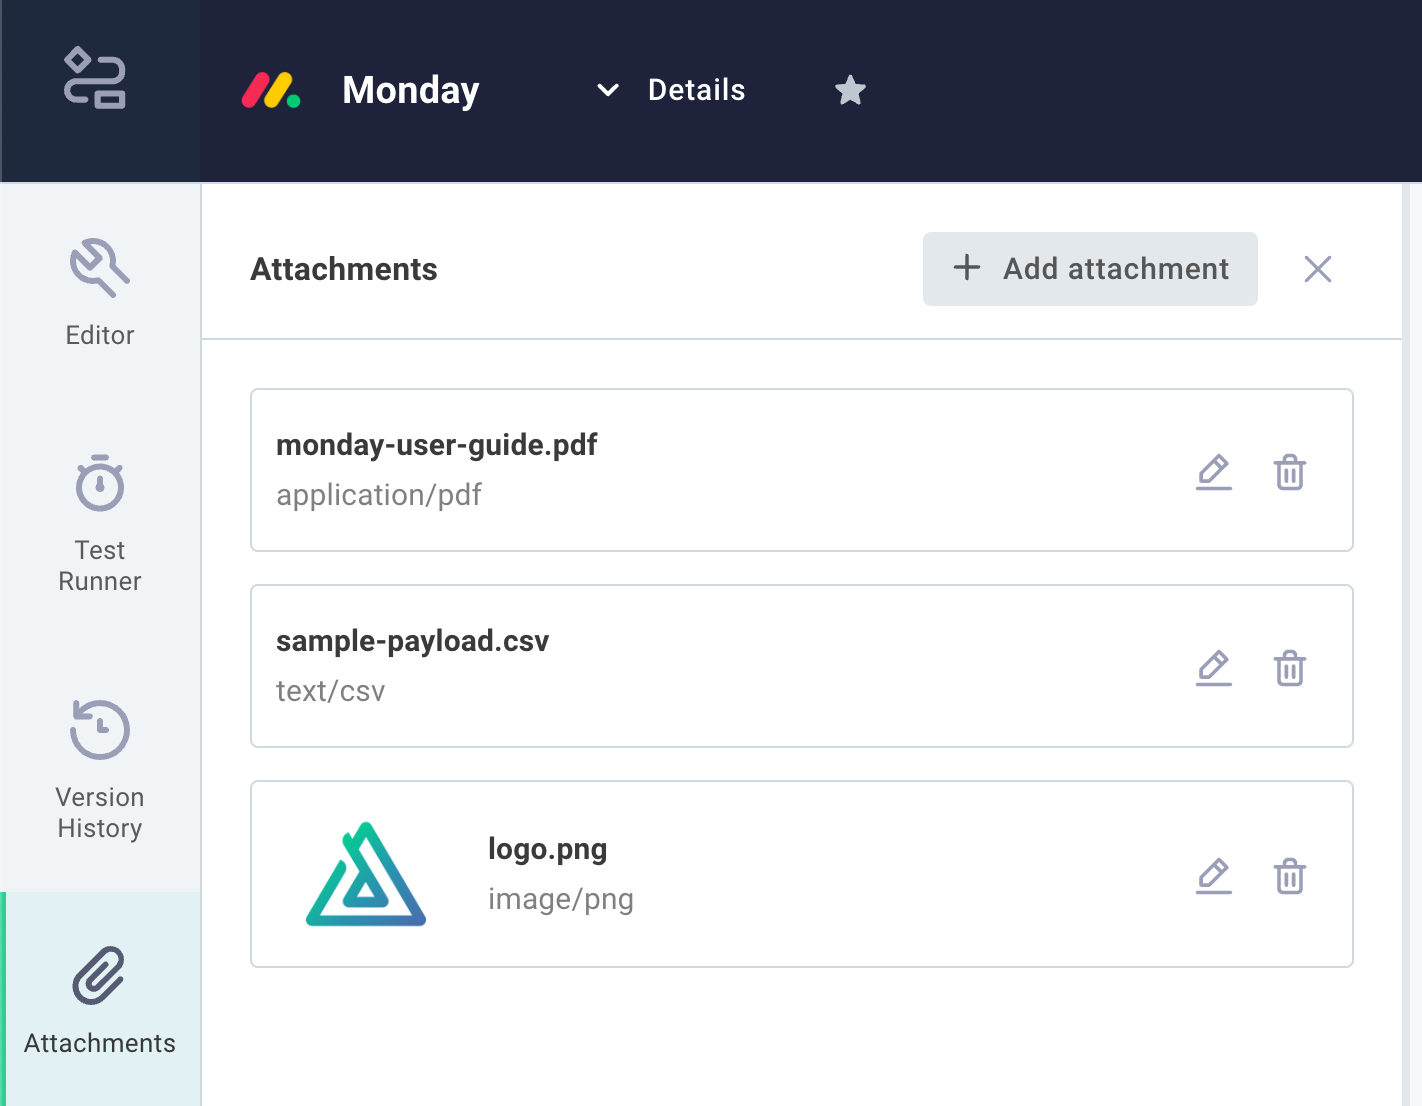 Monday
Details
Editor
Test
Runner
Version
History
Attachments
Attachments
Add attachment
monday-user-guide.pdf
application/pdf
sample-payload.csv
text/csv
logo.png
image/png